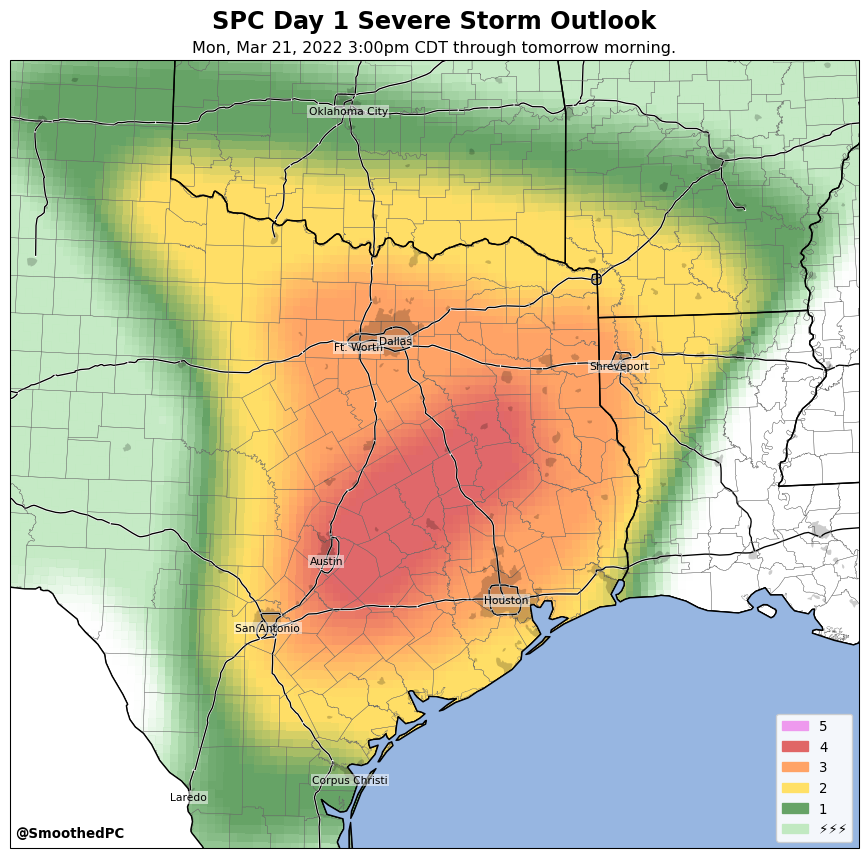 SPC Day 1 Severe Storm Outlook
Mon, Mar 21, 2022 3:00pm CDT through tomorrow morning.
Oklahoma City
Ft. Worth
Dallas
Shreveport
Austin
Houston
San Antonio
Corpus Christi
Laredo
5
4
3
2
1
⚡⚡⚡
@SmoothedPC